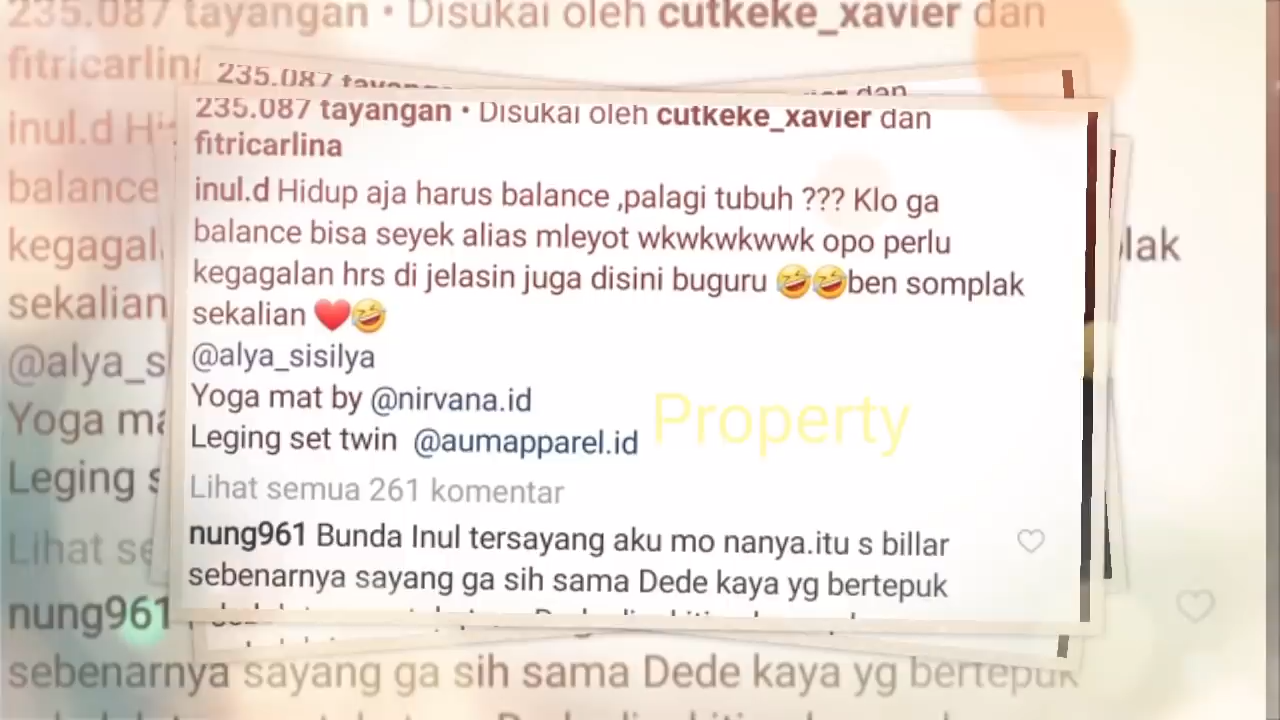 235.087 tayangan • Disukai oleh cutkeke_xavier dan
fitricarlina
inul.d Hidup aja harus balance ,palagi tubuh ??? Klo ga
balance bisa seyek alias mleyot wkwkwkwwk opo perlu
kegagalan hrs di jelasin juga disini buguru 🤣🤣ben somplak
sekalian ❤️🤣
@alya_sisilya
Yoga mat by @nirvana.id
Leging set twin @aumapparel.id
Property
Lihat semua 261 komentar
nung961 Bunda Inul tersayang aku mo nanya.itu s billar
sebenarnya sayang ga sih sama Dede kaya yg bertepuk